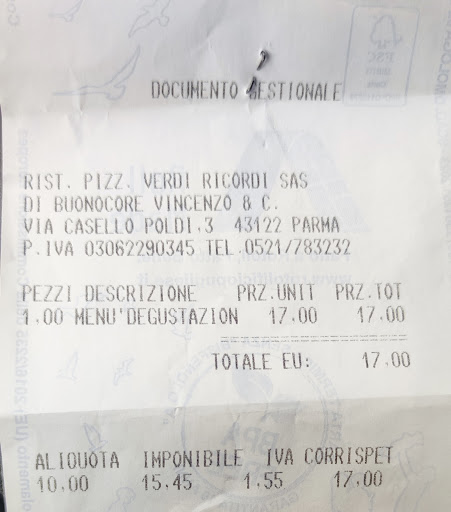 DOCUMENTO GESTIONALE
FSC
RIST. PIZZ. VERDI RICORDI SAS
DI BUONOCORE VINCENZO & C.
VIA CASELLO POLDI,3 43122 PARMA
P.IVA 03062290345 TEL.0521/783232
PEZZI DESCRIZIONE PRZ.UNIT PRZ.TOT
1,00 MENU'DEGUSTAZION 17.00 17.00
TOTALE EU: 17,00
ALIQUOTA IMPONIBILE IVA CORRISPET
10,00 15.45 1.55 17.00